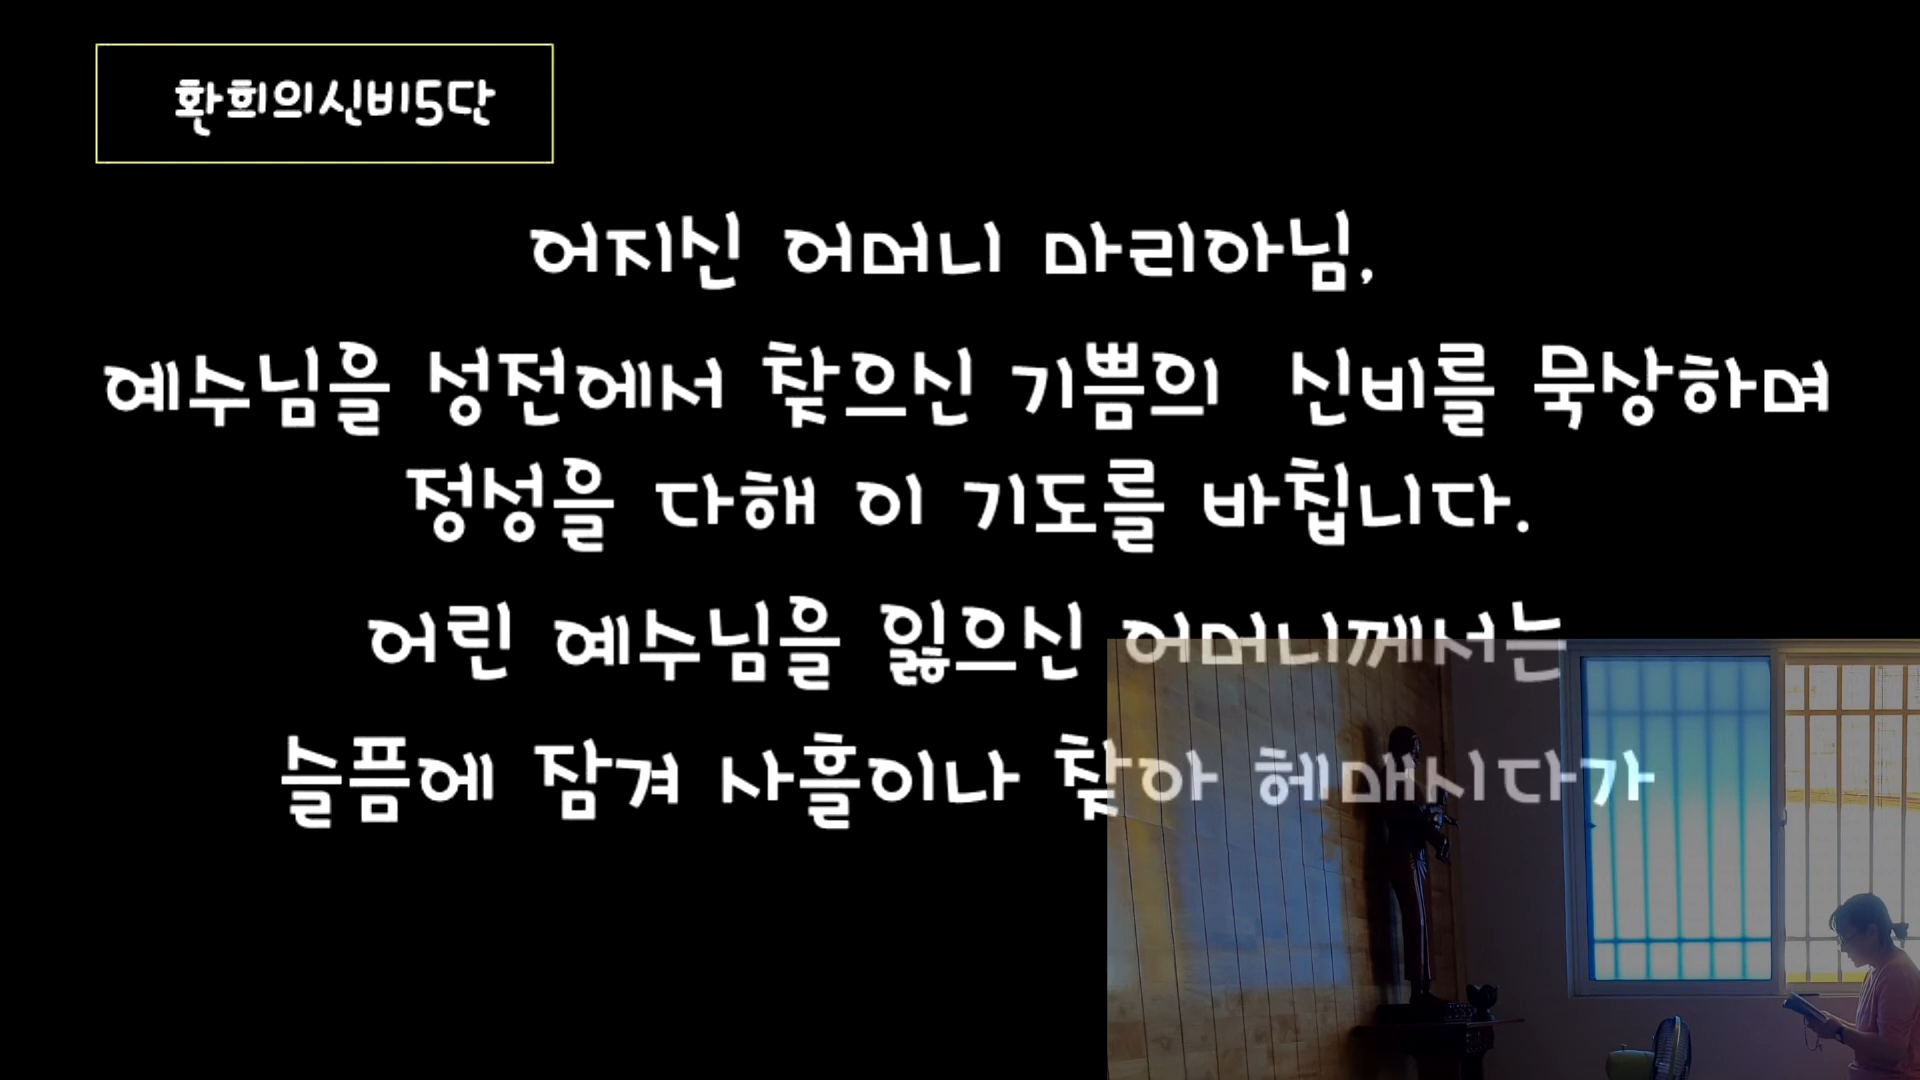 환희의신비5단
어지신 어머니 마리아님,
예수님을 성전에서 찾으신 기쁨의 신비를 묵상하며
정성을 다해 이 기도를 바칩니다.
어린 예수님을 잃으신 어머니께서는
슬픔에 잠겨 사흘이나 찾아 헤매시다가